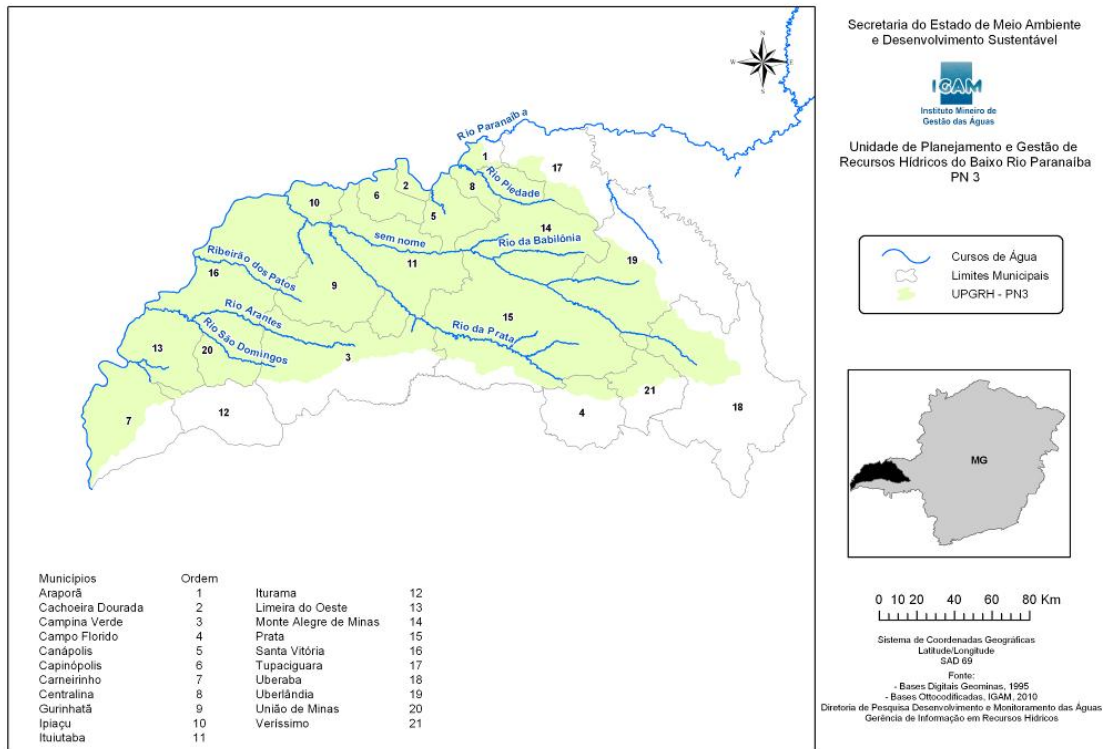 Rio Paranaíba
N
W
E
S
1
17
2
8
Rio Piedade
6
10
5
14
sem nome
Rio da Babilônia
Ribeirão dos Patos
11
19
16
9
Rio Arantes
15
Rio São Domingos
Rio da Prata
13
20
3
21
7
12
4
18
Municípios Ordem
Araporã 1
Cachoeira Dourada 2
Campina Verde 3
Campo Florido 4
Canápolis 5
Capinópolis 6
Carneirinho 7
Centralina 8
Gurinhatã 9
Ipiaçu 10
Ituiutaba 11
Iturama 12
Limeira do Oeste 13
Monte Alegre de Minas 14
Prata 15
Santa Vitória 16
Tupaciguara 17
Uberaba 18
Uberlândia 19
União de Minas 20
Veríssimo 21
Secretaria do Estado de Meio Ambiente
e Desenvolvimento Sustentável
IGAM
Instituto Mineiro de
Gestão das Águas
Unidade de Planejamento e Gestão de
Recursos Hídricos do Baixo Rio Paranaíba
PN 3
Cursos de Água
Limites Municipais
UPGRH - PN3
MG
0 10 20 40 60 80 Km
Sistema de Coordenadas Geográficas
Latitude/Longitude
SAD 69
Fonte:
- Bases Digitais Geominas, 1995
- Bases Ottocodificadas, IGAM, 2010
Diretoria de Pesquisa Desenvolvimento e Monitoramento das Águas
Gerência de Informação em Recursos Hídricos